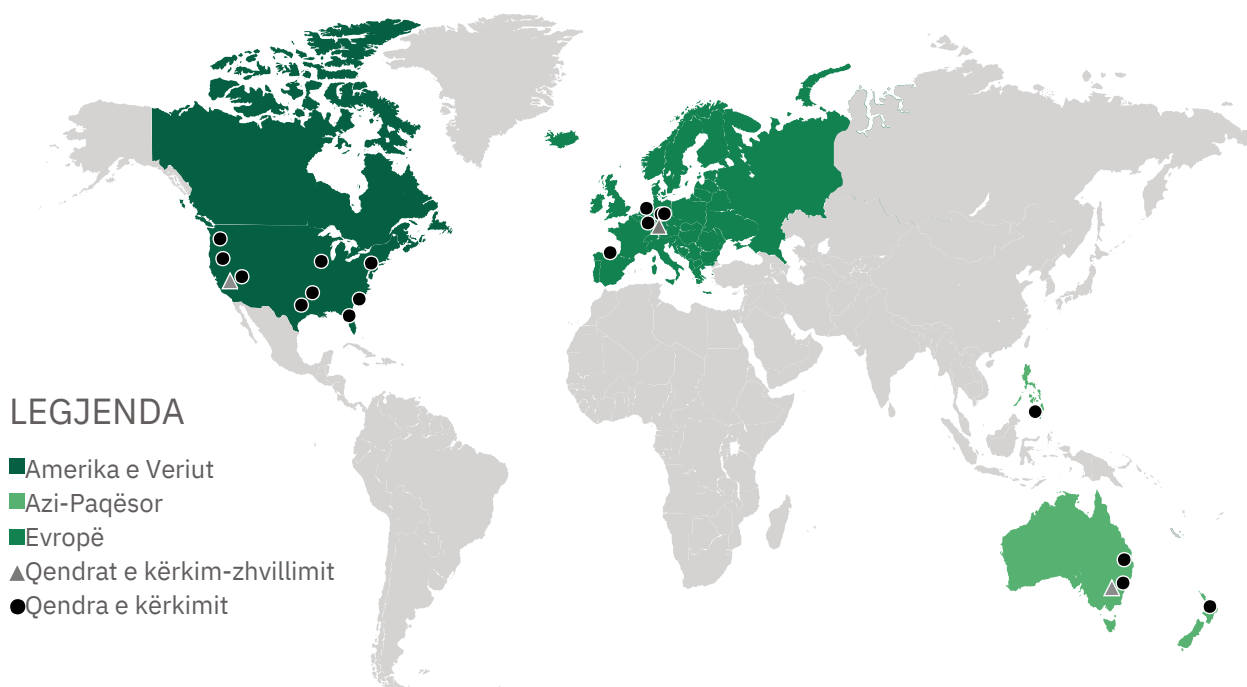 LEGJENDA
Amerika e Veriut
Azi-Paqësor
Evropë
Qendrat e kërkim-zhvillimit
Qendra e kërkimit